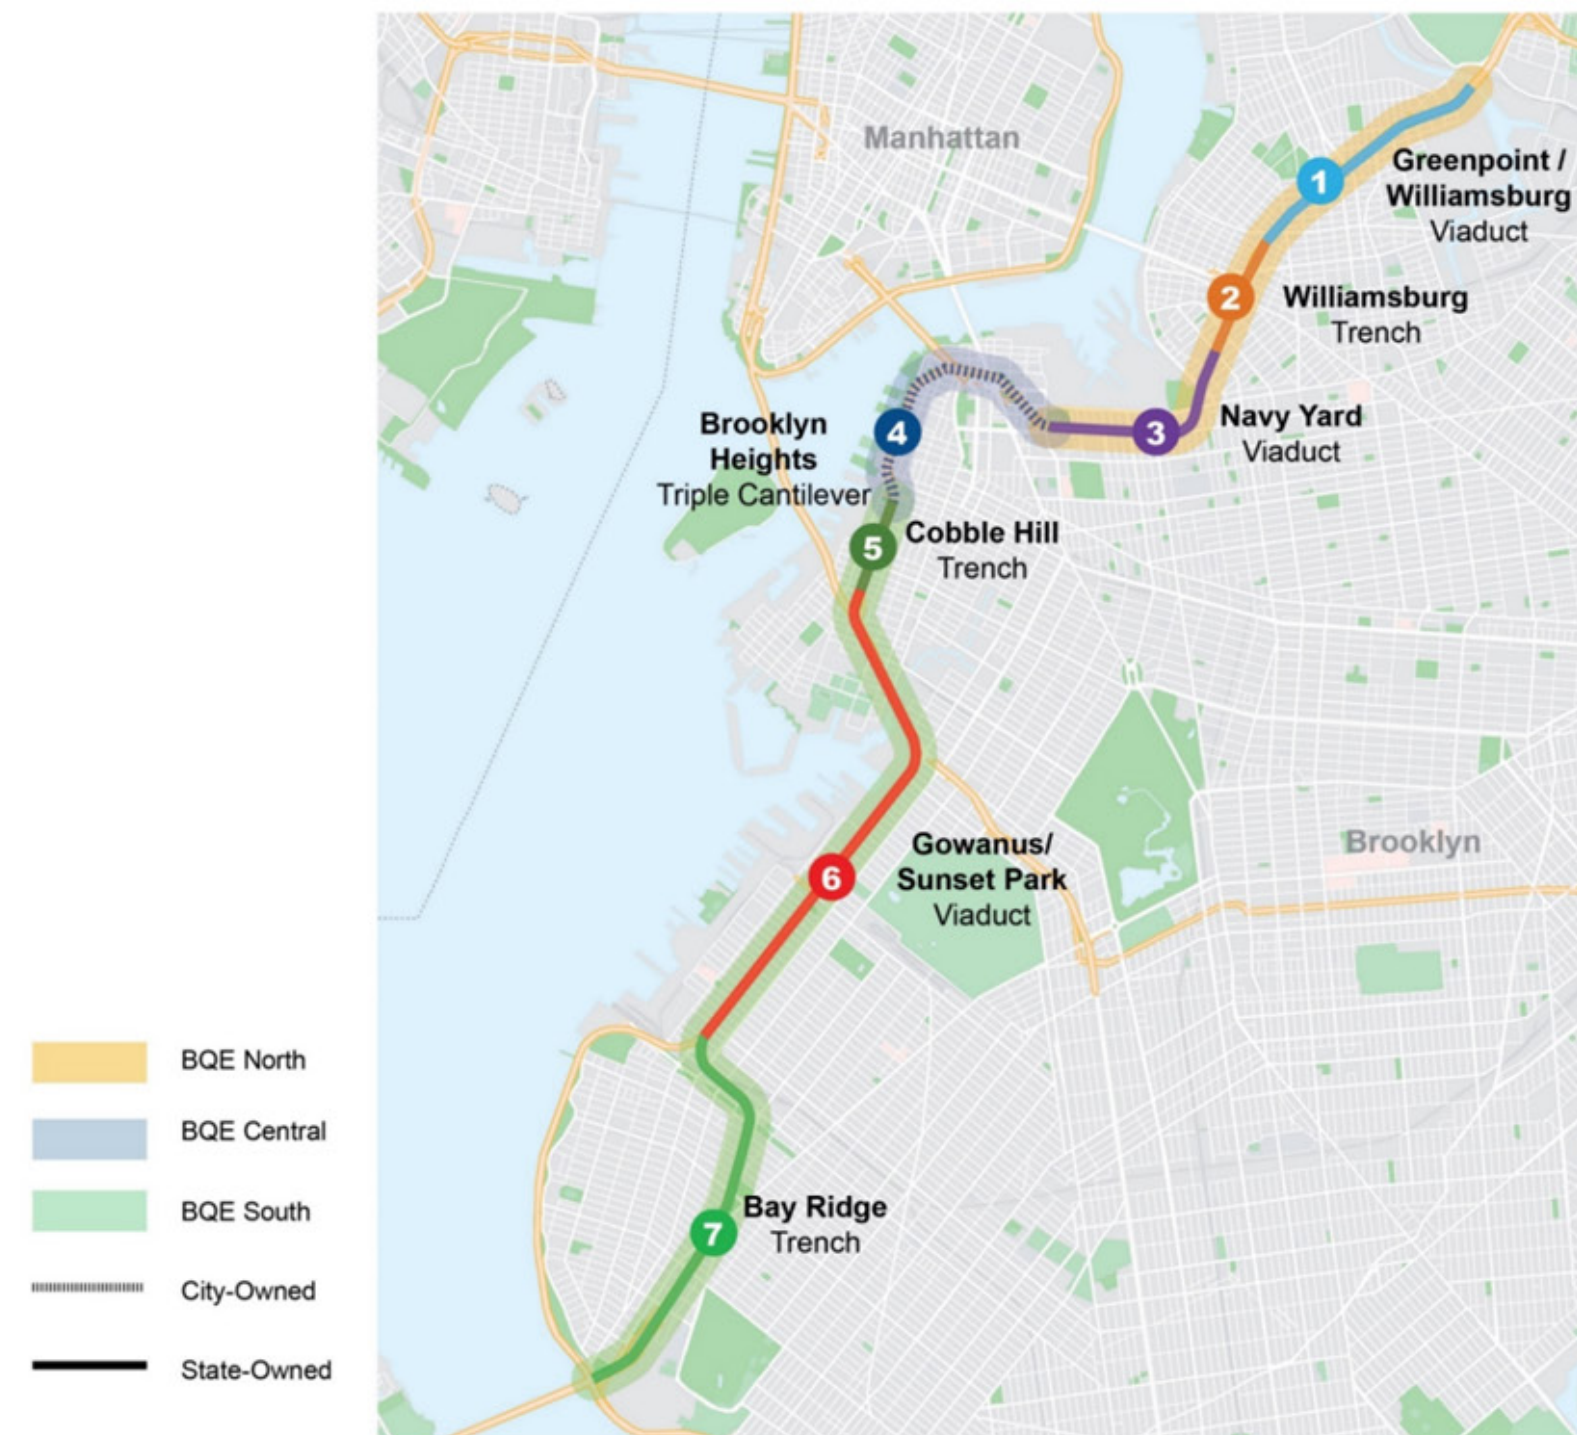 Manhattan
1
Greenpoint /
Williamsburg
Viaduct
2
Williamsburg
Trench
3
Navy Yard
Viaduct
4
Brooklyn
Heights
Triple Cantilever
5
Cobble Hill
Trench
6
Gowanus/
Sunset Park
Viaduct
Brooklyn
7
Bay Ridge
Trench
BQE North
BQE Central
BQE South
City-Owned
State-Owned